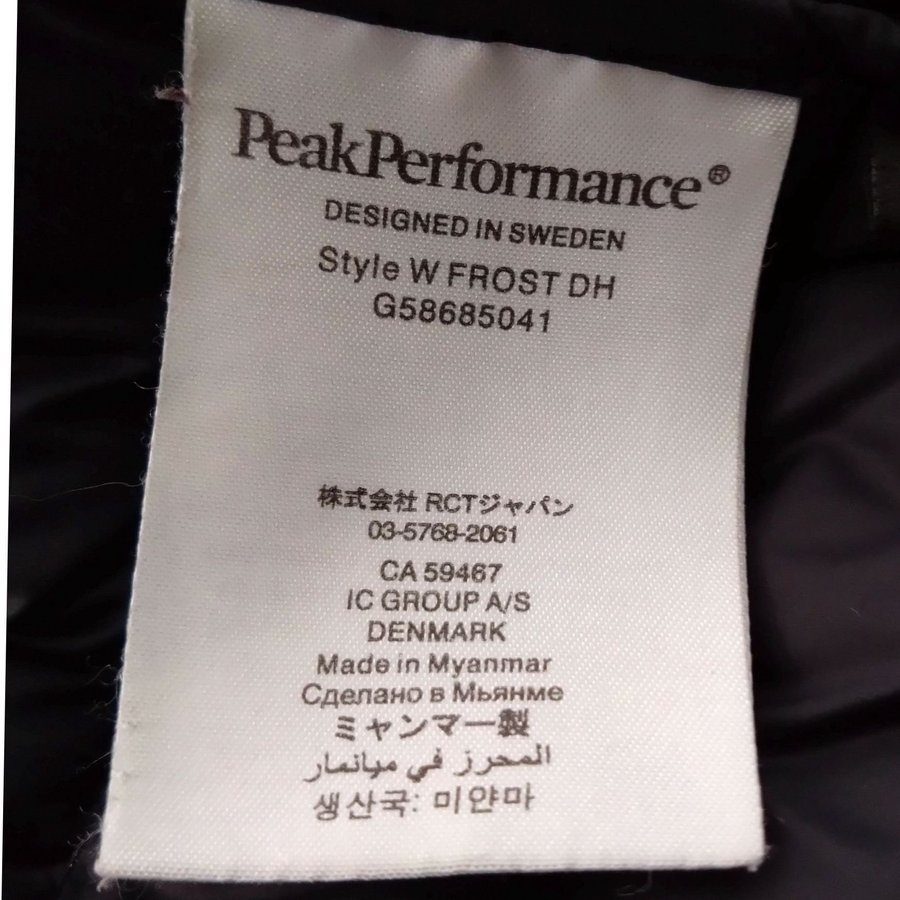 PeakPerformance®
DESIGNED IN SWEDEN
Style W FROST DH
G58685041
株式会社 RCTジャパン
03-5768-2061
CA 59467
IC GROUP A/S
DENMARK
Made in Myanmar
Сделано в Мьянме
ミャンマー製
المحرز في ميانمار
생산국: 미얀마